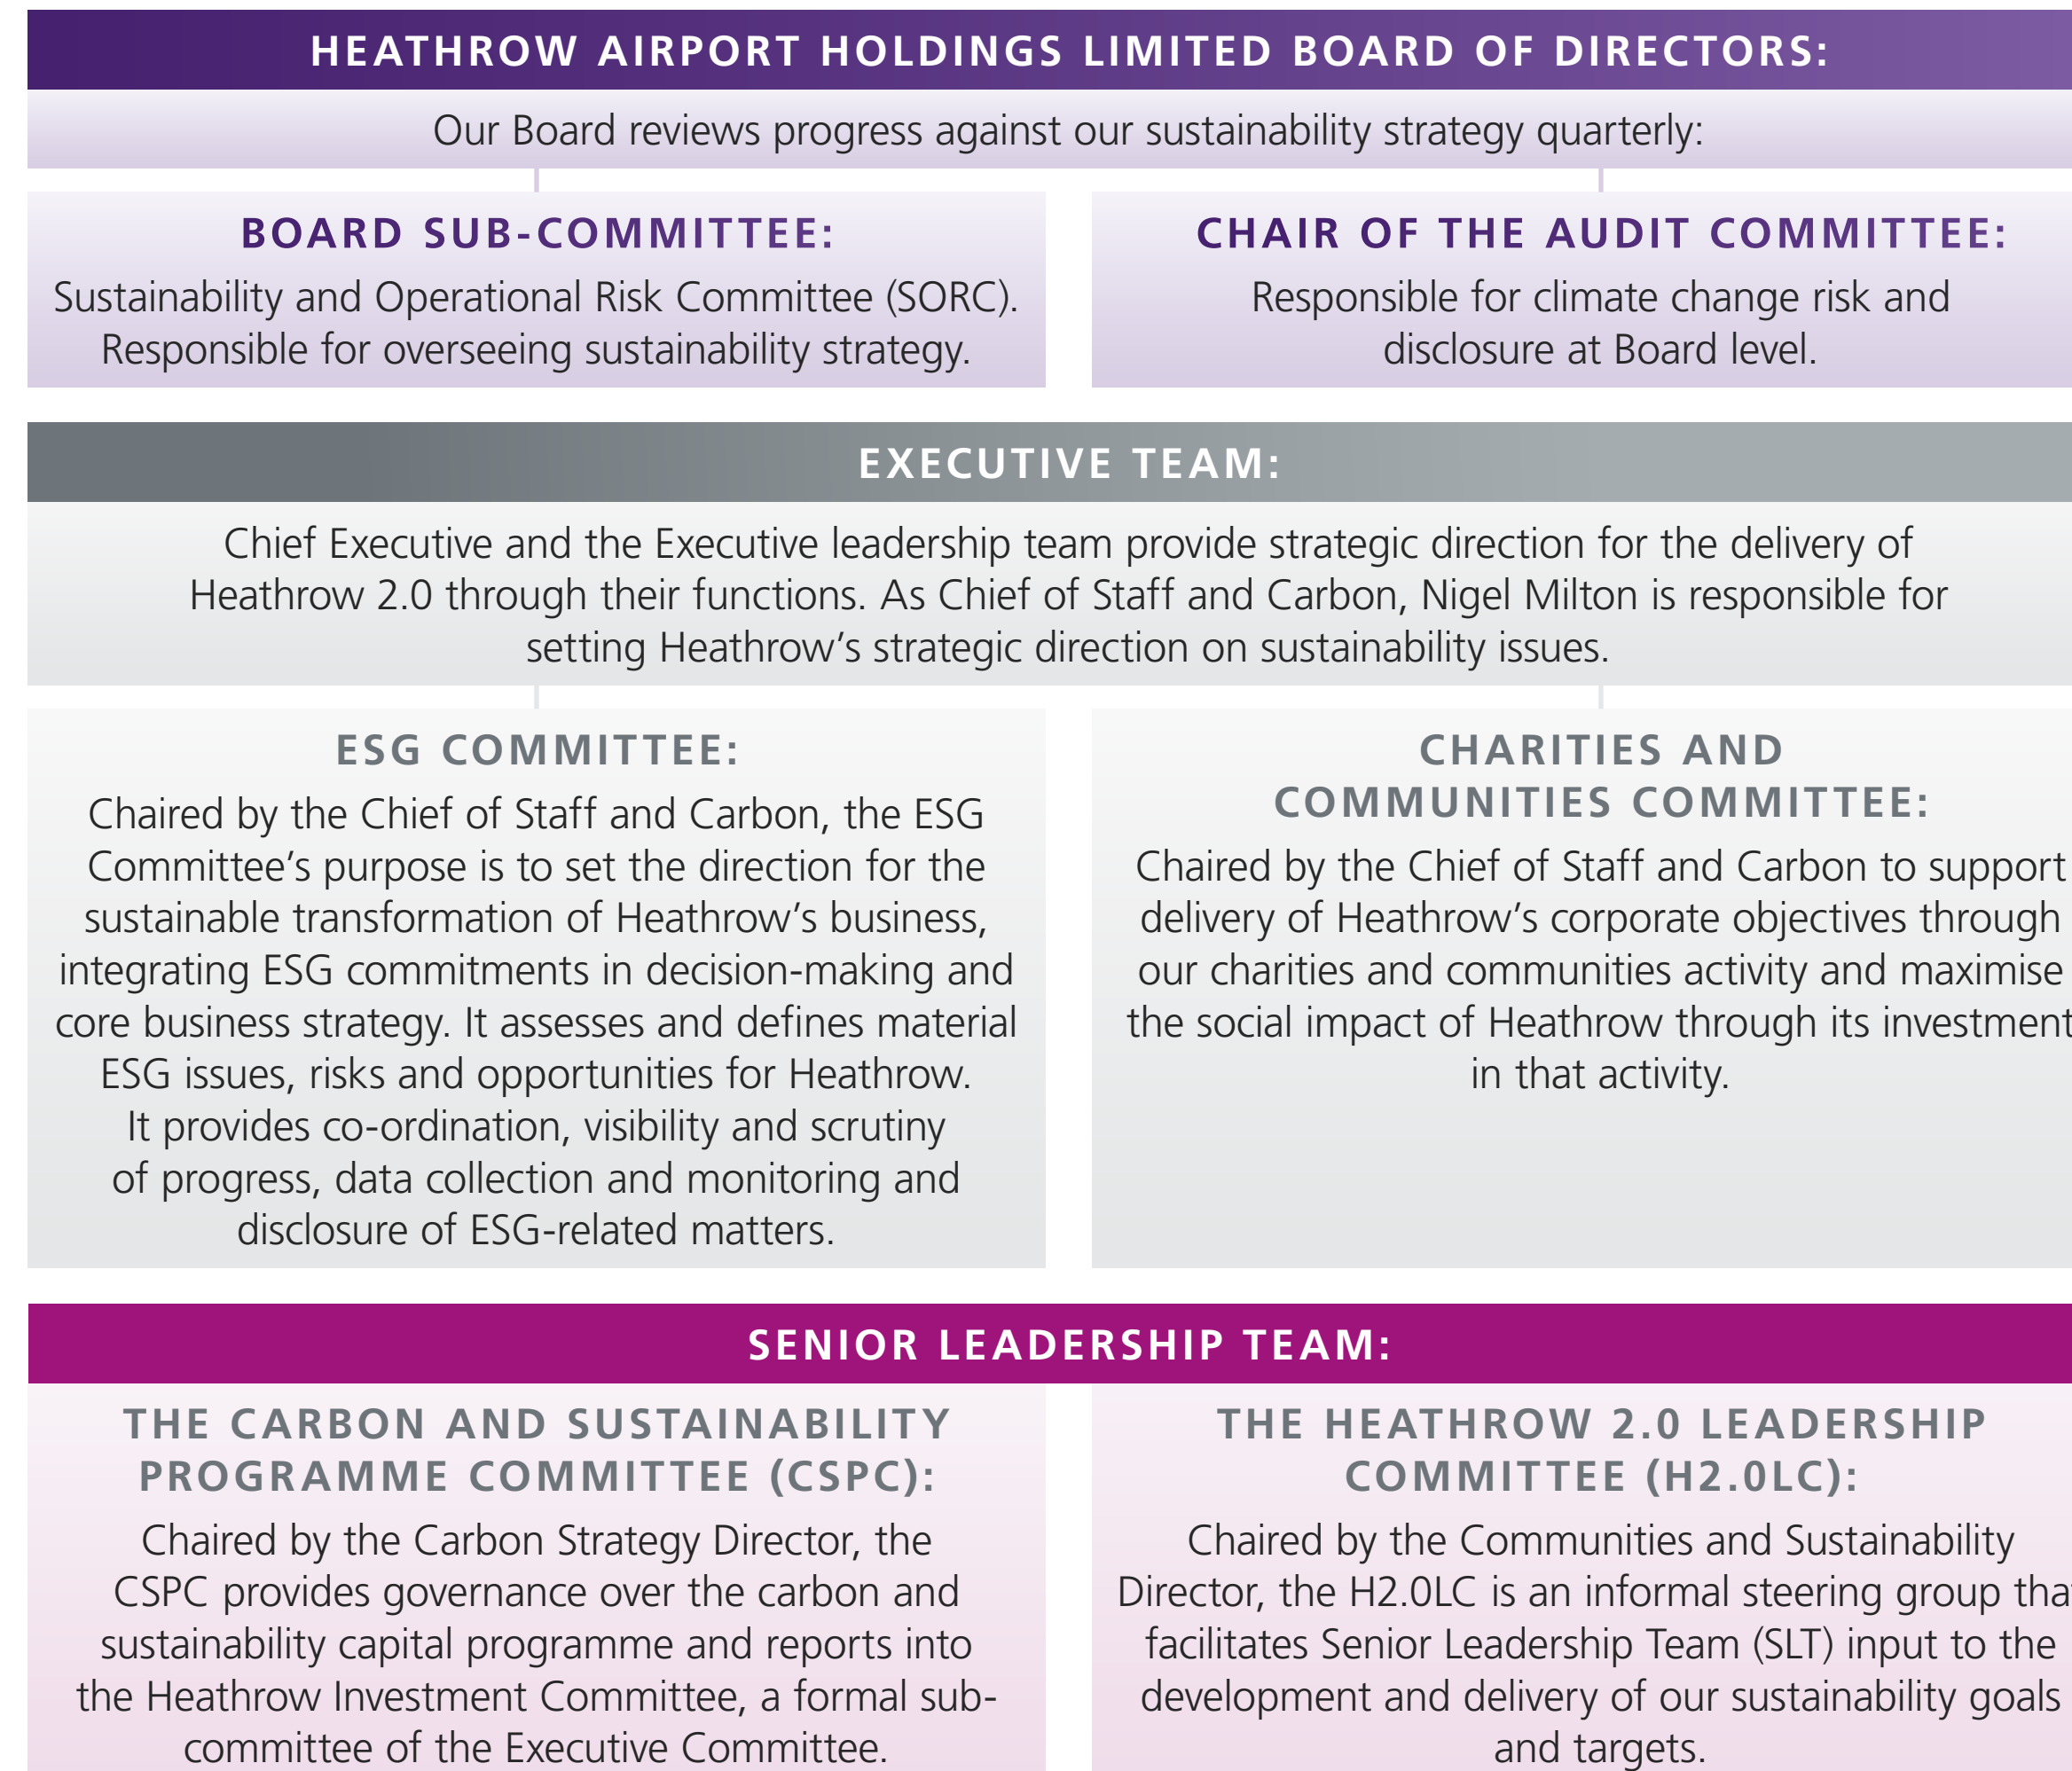 HEATHROW AIRPORT HOLDINGS LIMITED BOARD OF DIRECTORS:
Our Board reviews progress against our sustainability strategy quarterly:
BOARD SUB-COMMITTEE:
Sustainability and Operational Risk Committee (SORC).
Responsible for overseeing sustainability strategy.
CHAIR OF THE AUDIT COMMITTEE:
Responsible for climate change risk and
disclosure at Board level.
EXECUTIVE TEAM:
Chief Executive and the Executive leadership team provide strategic direction for the delivery of
Heathrow 2.0 through their functions. As Chief of Staff and Carbon, Nigel Milton is responsible for
setting Heathrow’s strategic direction on sustainability issues.
ESG COMMITTEE:
Chaired by the Chief of Staff and Carbon, the ESG
Committee’s purpose is to set the direction for the
sustainable transformation of Heathrow’s business,
integrating ESG commitments in decision-making and
core business strategy. It assesses and defines material
ESG issues, risks and opportunities for Heathrow.
It provides co-ordination, visibility and scrutiny
of progress, data collection and monitoring and
disclosure of ESG-related matters.
CHARITIES AND
COMMUNITIES COMMITTEE:
Chaired by the Chief of Staff and Carbon to support
delivery of Heathrow’s corporate objectives through
our charities and communities activity and maximise
the social impact of Heathrow through its investment
in that activity.
SENIOR LEADERSHIP TEAM:
THE CARBON AND SUSTAINABILITY
PROGRAMME COMMITTEE (CSPC):
Chaired by the Carbon Strategy Director, the
CSPC provides governance over the carbon and
sustainability capital programme and reports into
the Heathrow Investment Committee, a formal sub-
committee of the Executive Committee.
THE HEATHROW 2.0 LEADERSHIP
COMMITTEE (H2.0LC):
Chaired by the Communities and Sustainability
Director, the H2.0LC is an informal steering group that
facilitates Senior Leadership Team (SLT) input to the
development and delivery of our sustainability goals
and targets.